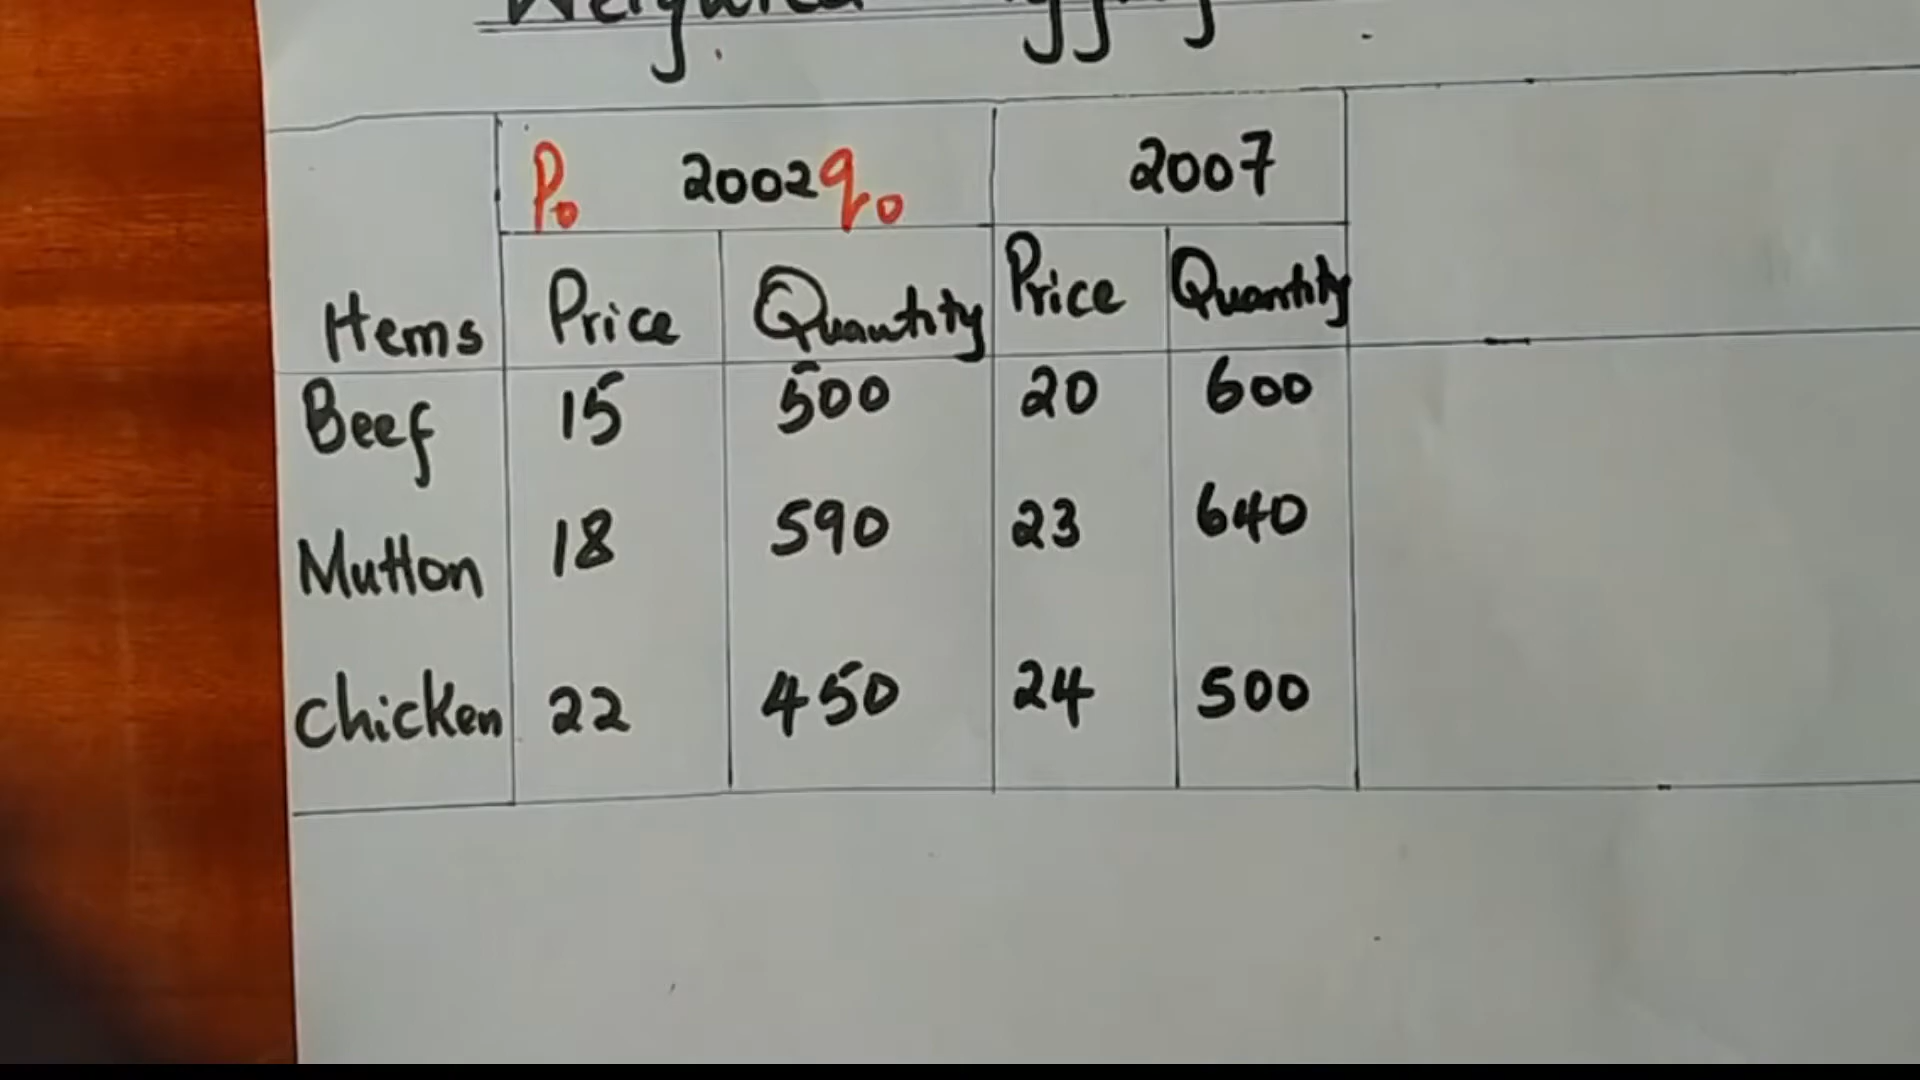 Weighted
P₀ 2002 q₀ 2007
Items Price Quantity Price Quantity
Beef 15 500 20 600
Mutton 18 590 23 640
chicken 22 450 24 500